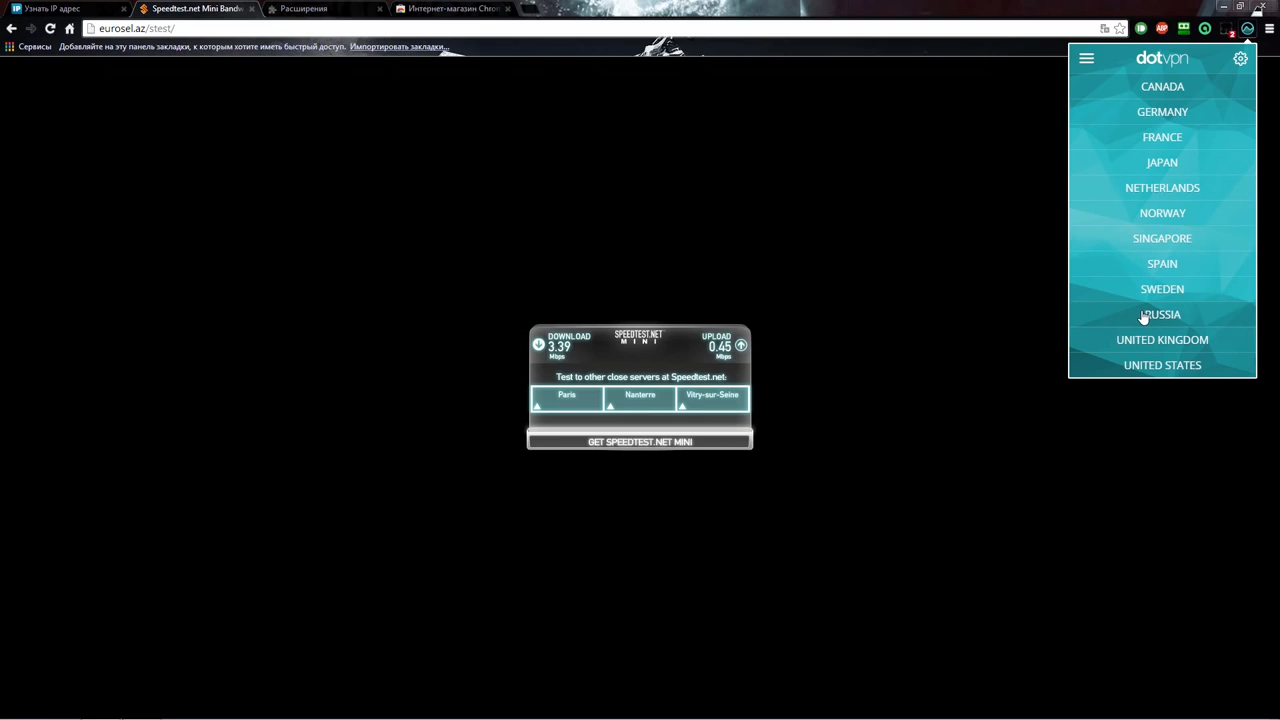 Узнать IP адрес
Speedtest.net Mini Bandw
Расширения
Интернет-магазин Chron
eurosel.az/stest/
Сервисы Добавляйте на эту панель закладки, к которым хотите иметь быстрый доступ. Импортировать закладки...
ABP
2
dotvpn
CANADA
GERMANY
FRANCE
JAPAN
NETHERLANDS
NORWAY
SINGAPORE
SPAIN
SWEDEN
RUSSIA
UNITED KINGDOM
UNITED STATES
DOWNLOAD
3.39
Mbps
SPEEDTEST.NET
MINI
UPLOAD
0.45
Mbps
Test to other close servers at Speedtest.net:
Paris Nanterre Vitry-sur-Seine
GET SPEEDTEST.NET MINI